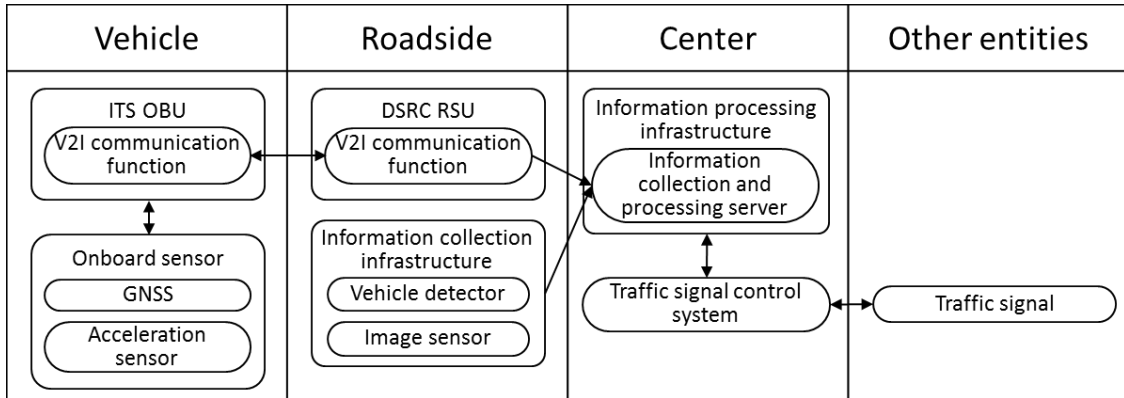 Vehicle
Roadside
Center
Other entities
ITS OBU
V2I communication
function
Onboard sensor
GNSS
Acceleration
sensor
DSRC RSU
V2I communication
function
Information collection
infrastructure
Vehicle detector
Image sensor
Information processing
infrastructure
Information
collection and
processing server
Traffic signal control
system
Traffic signal